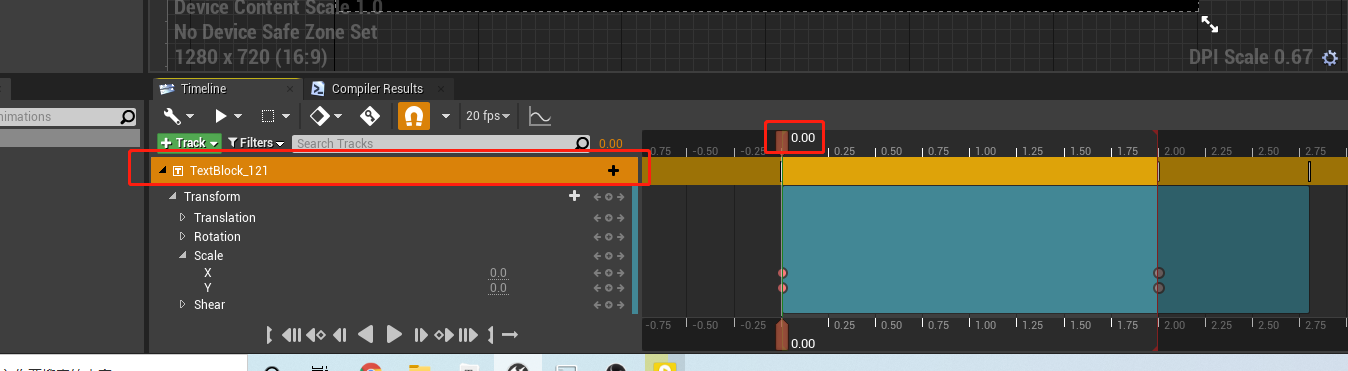 Device Content Scale 1.0
No Device Safe Zone Set
1280 x 720 (16:9)
DPI Scale 0.67
Timeline
Compiler Results
nimations
20 fps
Track
Filters
Search Tracks
0.00
0.00
-0.75 -0.50 -0.25 0.25 0.50 0.75 1.00 1.25 1.50 1.75 2.00 2.25 2.50 2.75
TextBlock_121
Transform
Translation
Rotation
Scale
X 0.0
Y 0.0
Shear
-0.75 -0.50 -0.25 0.25 0.50 0.75 1.00 1.25 1.50 1.75 2.00 2.25 2.50 2.75
0.00